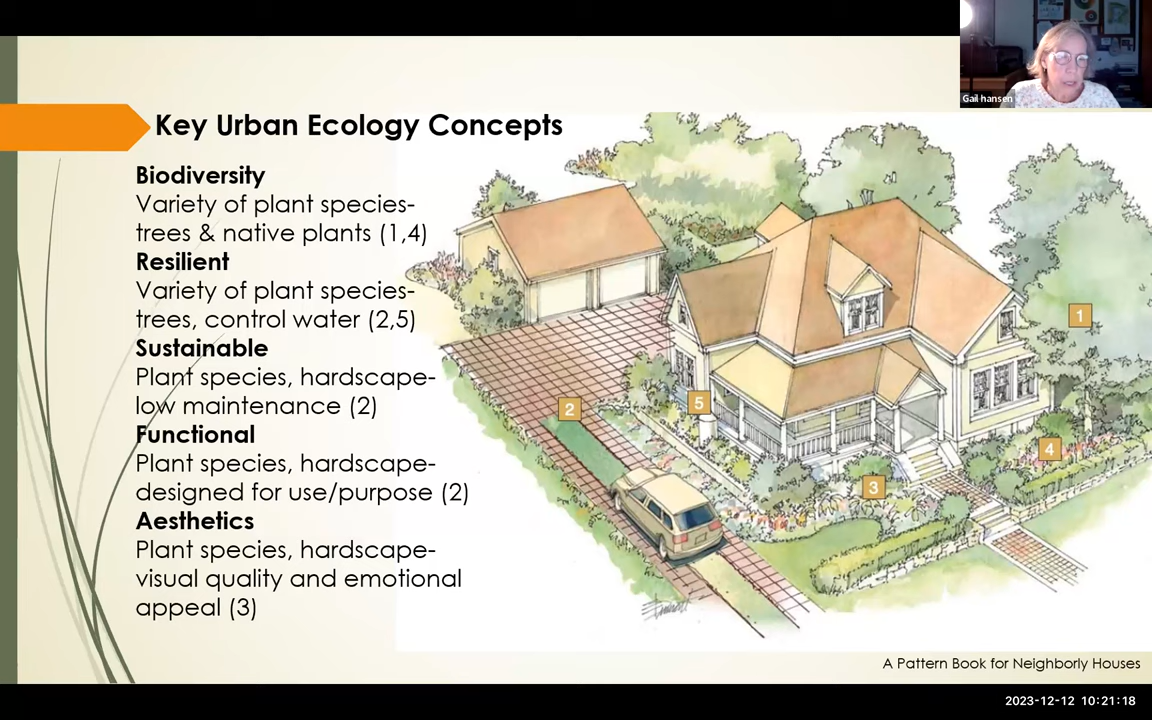 Gail hansen
Key Urban Ecology Concepts
Biodiversity
Variety of plant species-
trees & native plants (1,4)
Resilient
Variety of plant species-
trees, control water (2,5)
Sustainable
Plant species, hardscape-
low maintenance (2)
Functional
Plant species, hardscape-
designed for use/purpose (2)
Aesthetics
Plant species, hardscape-
visual quality and emotional
appeal (3)
1
2
5
4
3
A Pattern Book for Neighborly Houses
2023-12-12 10:21:18